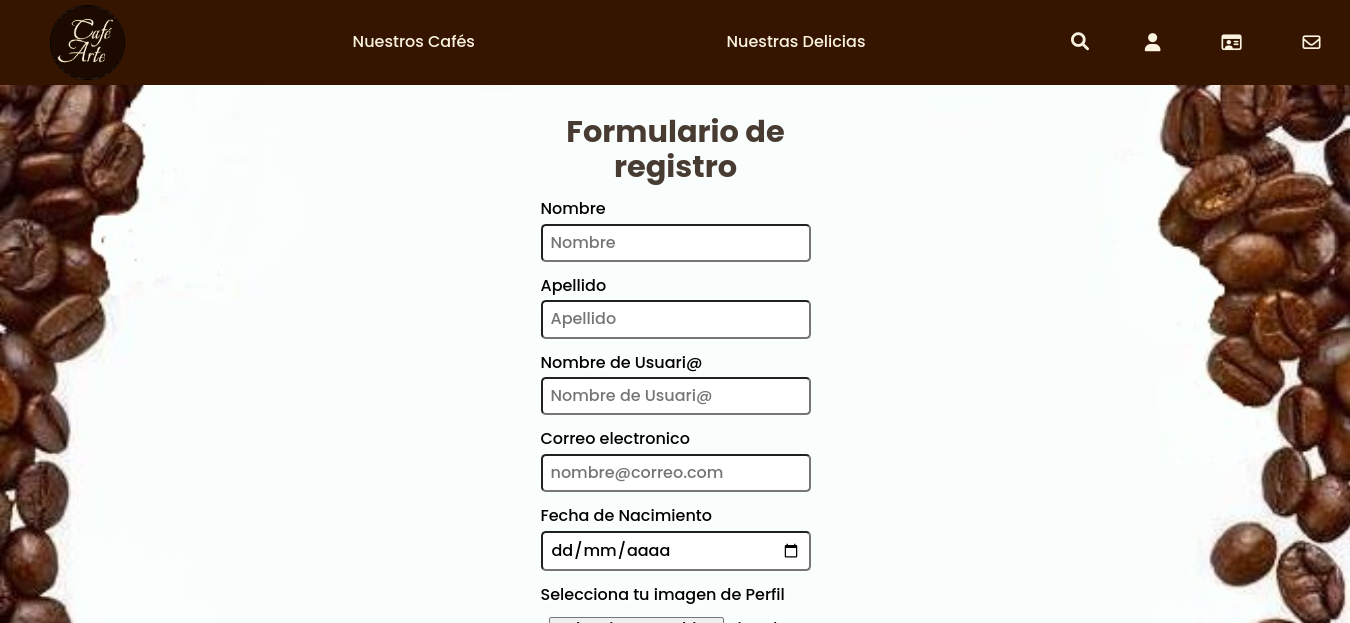 Café
Arte
Nuestros Cafés
Nuestras Delicias
Formulario de
registro
Nombre
Nombre
Apellido
Apellido
Nombre de Usuari@
Nombre de Usuari@
Correo electronico
nombre@correo.com
Fecha de Nacimiento
dd/mm/aaaa
Selecciona tu imagen de Perfil